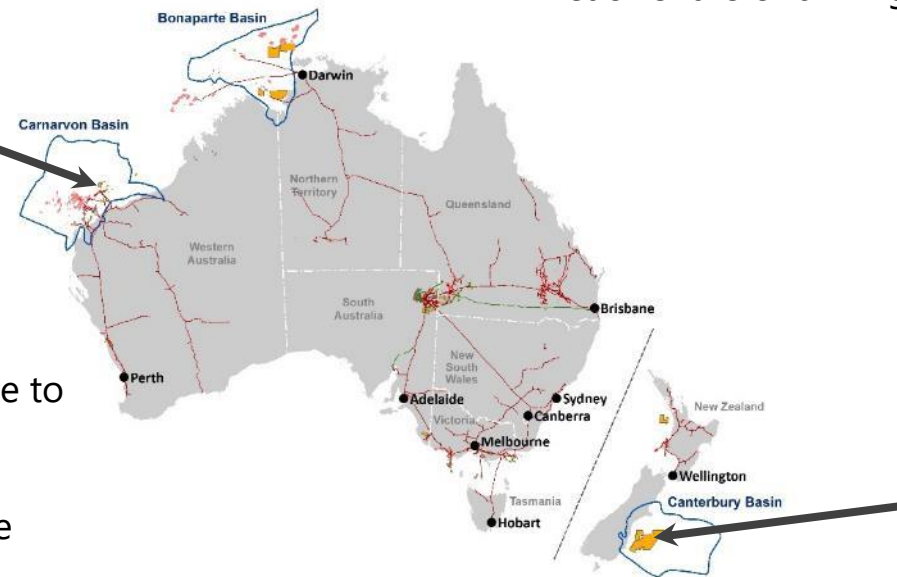 Bonaparte Basin
Darwin
Carnarvon Basin
Northern
Territory
Queensland
Western
Australia
South
Australia
Brisbane
New
South
Wales
Perth
e to
Adelaide
Sydney
Canberra
Victoria
New Zealand
Melbourne
Wellington
Tasmania
Canterbury Basin
Hobart
e